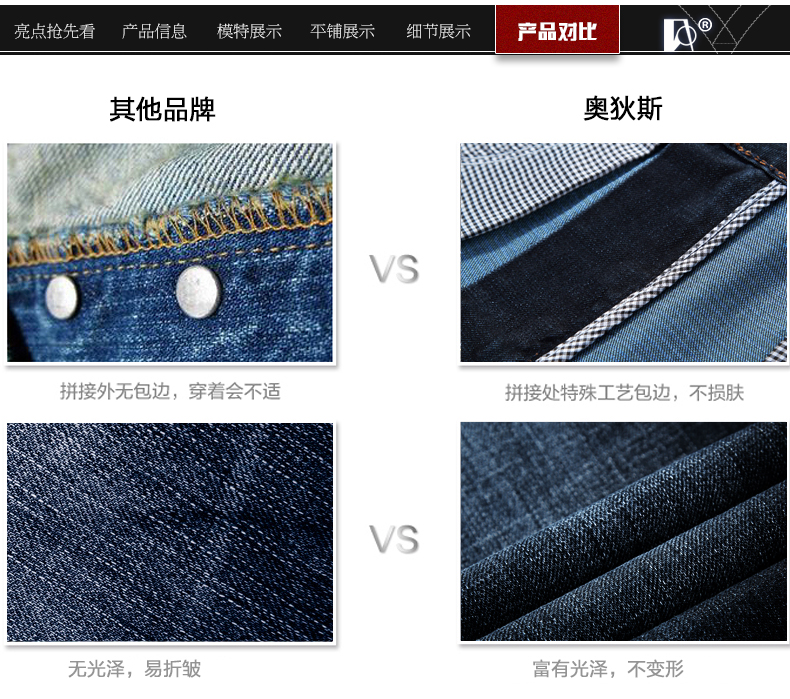 亮点抢先看 产品信息 模特展示 平铺展示 细节展示 产品对比 ®
其他品牌 奥狄斯
VS
拼接外无包边，穿着会不适 拼接处特殊工艺包边，不损肤
VS
无光泽，易折皱 富有光泽，不变形